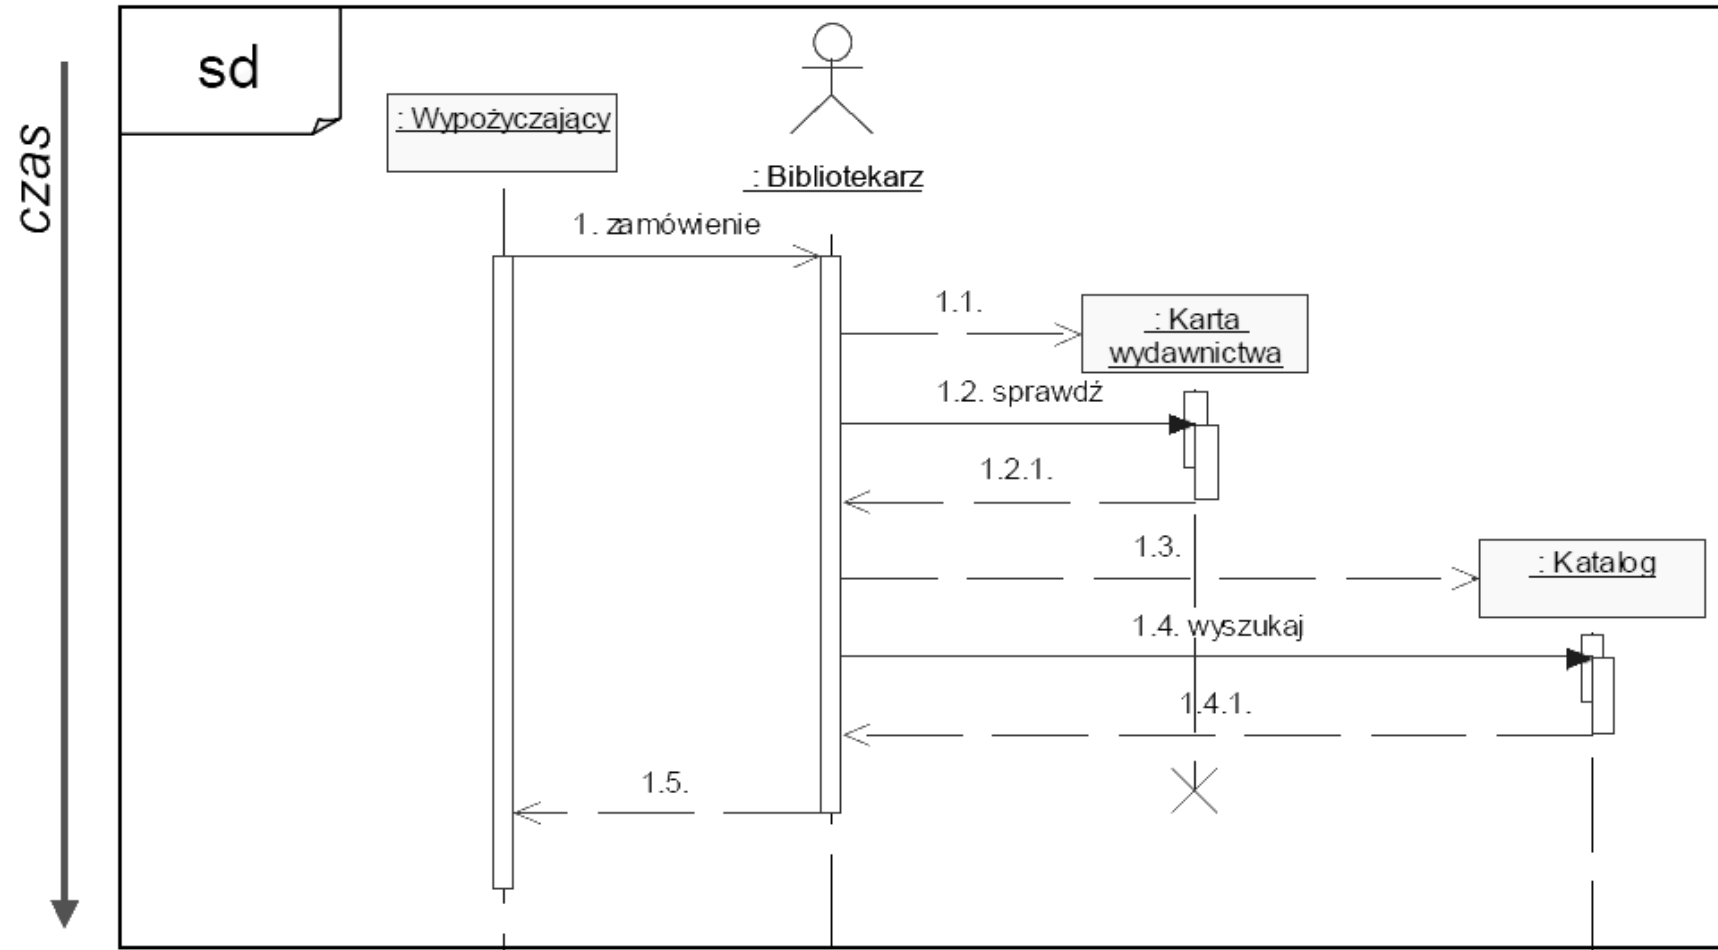 sd
czas
: Wypożyczający
: Bibliotekarz
1. zamówienie
1.1.
: Karta
wydawnictwa
1.2. sprawdź
1.2.1.
1.3.
: Katalog
1.4. wyszukaj
1.4.1.
1.5.